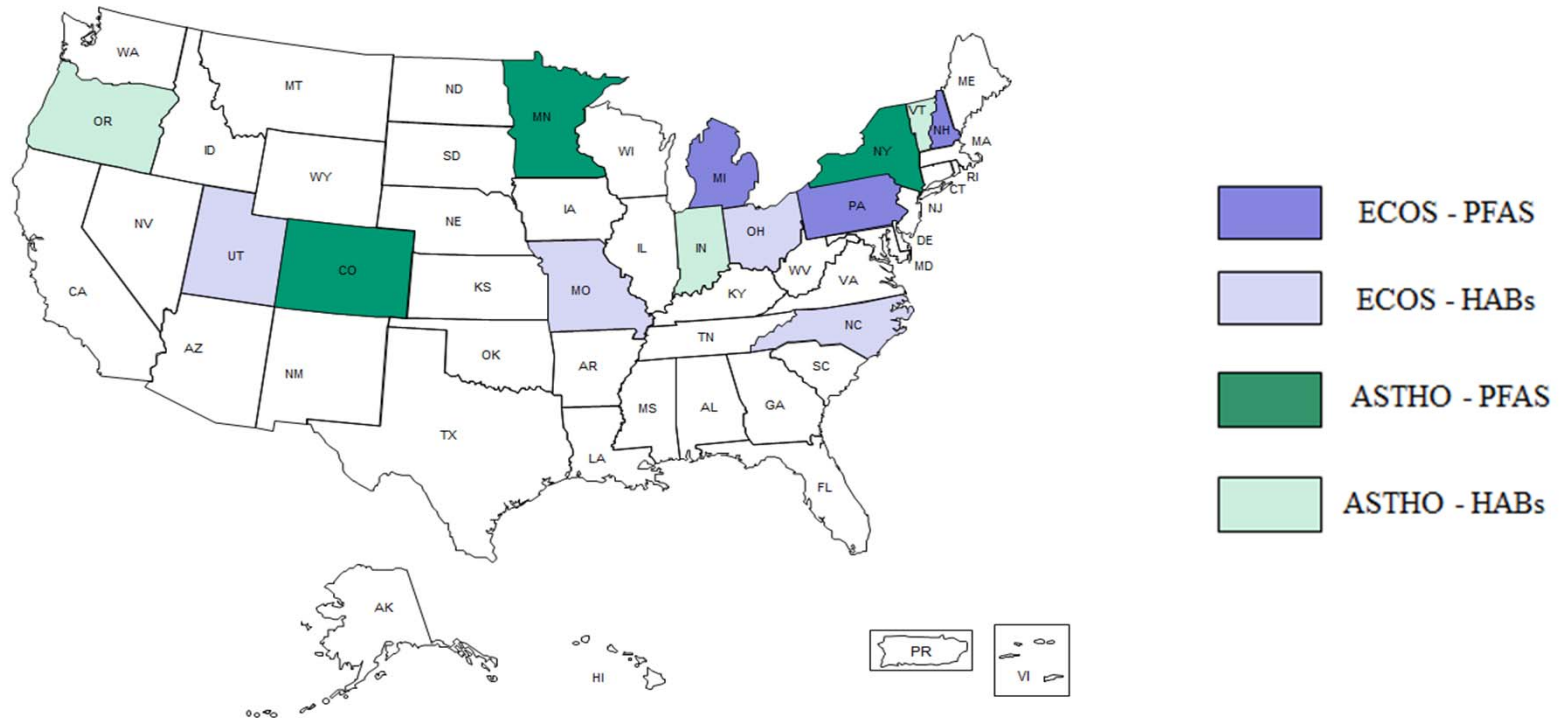 WA
MT
ND
MN
ME
OR
ID
SD
WI
VT
NH
WY
MI
NY
MA
RI
CT
NV
NE
IA
PA
NJ
UT
CO
IL
IN
OH
DE
MD
CA
KS
MO
WV
VA
KY
AZ
NM
OK
AR
TN
NC
SC
TX
LA
MS
AL
GA
FL
AK
HI
PR
VI
ECOS - PFAS
ECOS - HABs
ASTHO - PFAS
ASTHO - HABs